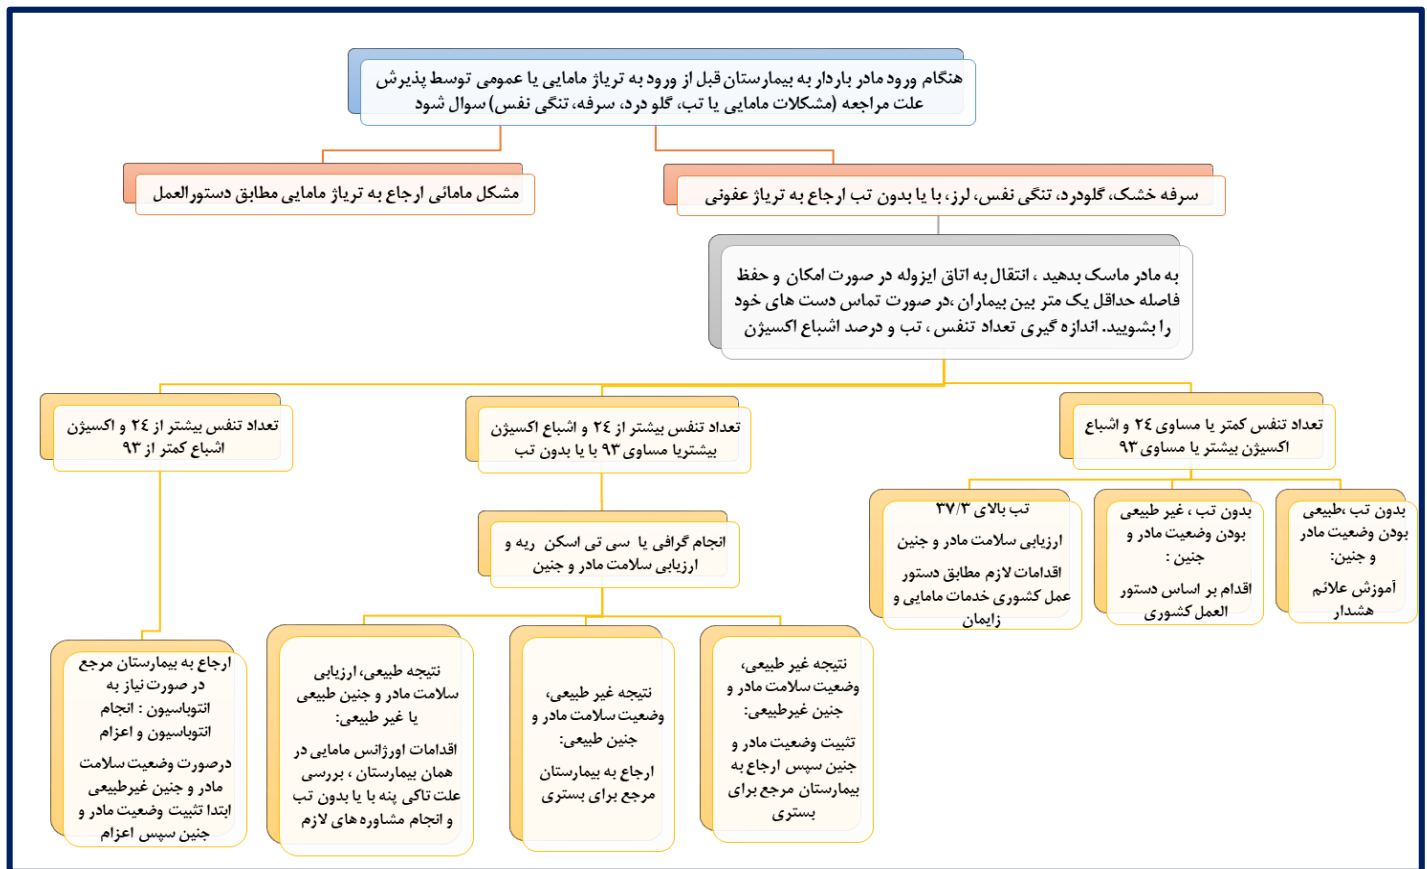 هنگام ورود مادر باردار به بیمارستان قبل از ورود به تریاژ مامایی یا عمومی توسط پذیرش
علت مراجعه (مشکلات مامایی یا تب، گلو درد، سرفه، تنگی نفس) سوال شود
سرفه خشک، گلودرد، تنگی نفس، لرز، با یا بدون تب ارجاع به تریاژ عفونی
مشکل مامائی ارجاع به تریاژ مامایی مطابق دستورالعمل
به مادر ماسک بدهید ، انتقال به اتاق ایزوله در صورت امکان و حفظ
فاصله حداقل یک متر بین بیماران ،در صورت تماس دست های خود
را بشویید. اندازه گیری تعداد تنفس ، تب و درصد اشباع اکسیژن
تعداد تنفس کمتر یا مساوی ۲٤ و اشباع
اکسیژن بیشتر یا مساوی ۹۳
تعداد تنفس بیشتر از ۲٤ و اشباع اکسیژن
بیشتریا مساوی ۹۳ با یا بدون تب
تعداد تنفس بیشتر از ۲٤ و اکسیژن
اشباع کمتر از ۹۳
بدون تب ،طبیعی
بودن وضعیت مادر
و جنین:
آموزش علائم
هشدار
بدون تب ، غیر طبیعی
بودن وضعیت مادر و
جنین :
اقدام بر اساس دستور
العمل کشوری
تب بالای ۳۷/۳
ارزیابی سلامت مادر و جنین
اقدامات لازم مطابق دستور
عمل کشوری خدمات مامایی و
زایمان
انجام گرافی یا سی تی اسکن ریه و
ارزیابی سلامت مادر و جنین
نتیجه غیر طبیعی،
وضعیت سلامت مادر و
جنین غیرطبیعی:
تثبیت وضعیت مادر و
جنین سپس ارجاع به
بیمارستان مرجع برای
بستری
نتیجه غیر طبیعی،
وضعیت سلامت مادر و
جنین طبیعی:
ارجاع به بیمارستان
مرجع برای بستری
نتیجه طبیعی، ارزیابی
سلامت مادر و جنین طبیعی
یا غیر طبیعی:
اقدامات اورژانس مامایی در
همان بیمارستان ، بررسی
علت تاکی پنه با یا بدون تب
و انجام مشاوره های لازم
ارجاع به بیمارستان مرجع
در صورت نیاز به
انتوباسیون : انجام
انتوباسیون و اعزام
درصورت وضعیت سلامت
مادر و جنین غیرطبیعی
ابتدا تثبیت وضعیت مادر و
جنین سپس اعزام